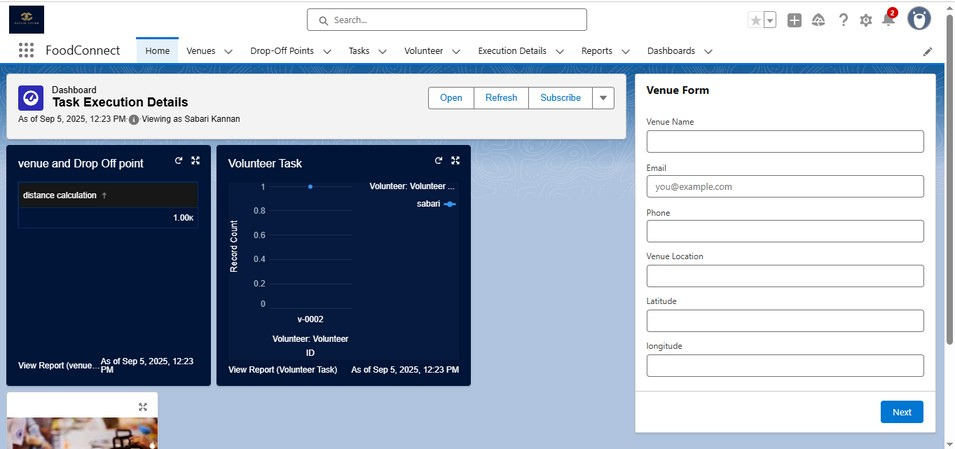 Search...
2
FoodConnect
Home Venues Drop-Off Points Tasks Volunteer Execution Details Reports Dashboards
Dashboard
Task Execution Details
As of Sep 5, 2025, 12:23 PM Viewing as Sabari Kannan
Open Refresh Subscribe
venue and Drop Off point
distance calculation ↑
1.00K
View Report (venue...
As of Sep 5, 2025, 12:23 PM
Volunteer Task
Volunteer: Volunteer ...
sabari
Record Count
1
0.8
0.6
0.4
0.2
0
v-0002
Volunteer: Volunteer
ID
View Report (Volunteer Task) As of Sep 5, 2025, 12:23 PM
Venue Form
Venue Name
Email
you@example.com
Phone
Venue Location
Latitude
longitude
Next